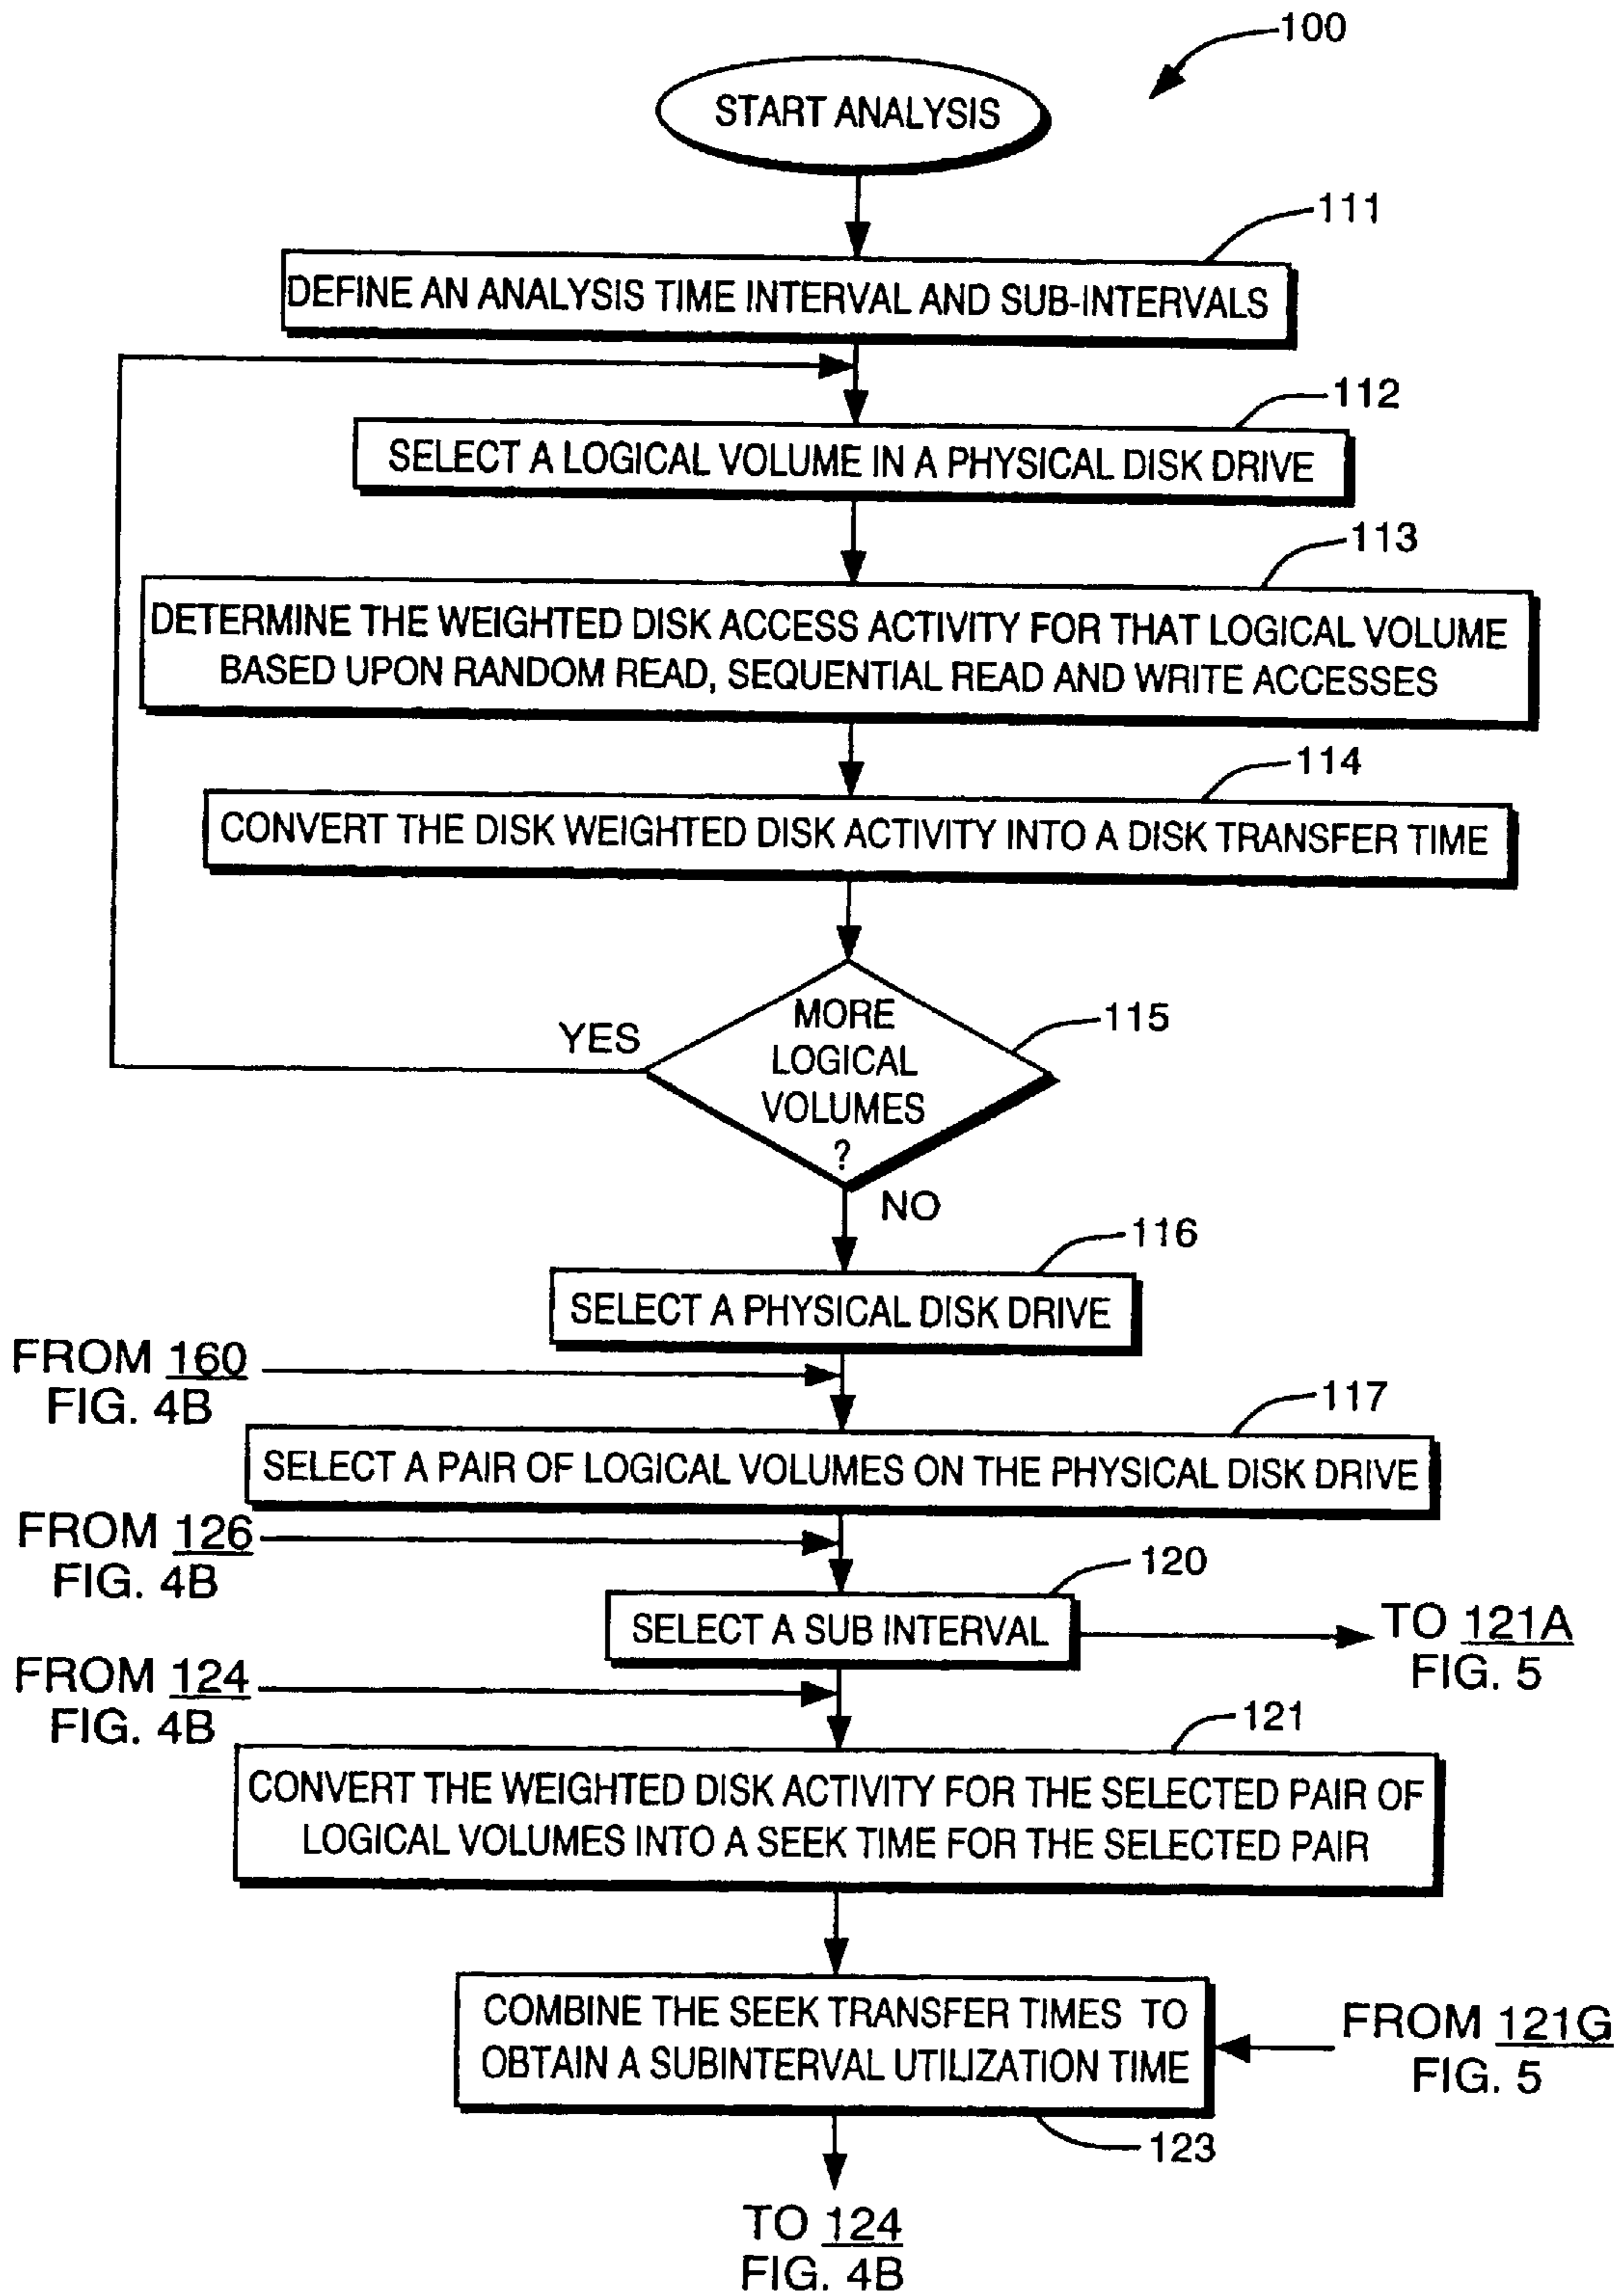 100
START ANALYSIS
111
DEFINE AN ANALYSIS TIME INTERVAL AND SUB-INTERVALS
112
SELECT A LOGICAL VOLUME IN A PHYSICAL DISK DRIVE
113
DETERMINE THE WEIGHTED DISK ACCESS ACTIVITY FOR THAT LOGICAL VOLUME
BASED UPON RANDOM READ, SEQUENTIAL READ AND WRITE ACCESSES
114
CONVERT THE DISK WEIGHTED DISK ACTIVITY INTO A DISK TRANSFER TIME
MORE
LOGICAL
VOLUMES
?
115
YES
NO
116
SELECT A PHYSICAL DISK DRIVE
FROM 160
FIG. 4B
117
SELECT A PAIR OF LOGICAL VOLUMES ON THE PHYSICAL DISK DRIVE
FROM 126
FIG. 4B
120
SELECT A SUB INTERVAL
TO 121A
FIG. 5
FROM 124
FIG. 4B
121
CONVERT THE WEIGHTED DISK ACTIVITY FOR THE SELECTED PAIR OF
LOGICAL VOLUMES INTO A SEEK TIME FOR THE SELECTED PAIR
COMBINE THE SEEK TRANSFER TIMES TO
OBTAIN A SUBINTERVAL UTILIZATION TIME
FROM 121G
FIG. 5
123
TO 124
FIG. 4B